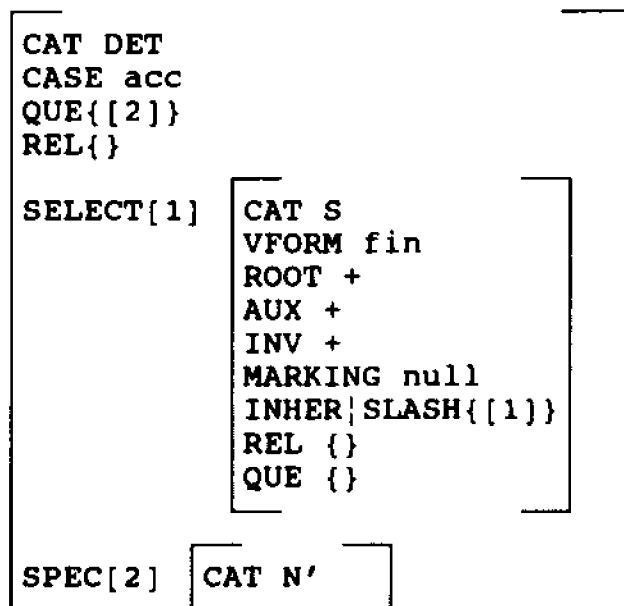 CAT DET
CASE acc
QUE{[2]}
REL{}
SELECT[1] CAT S
VFORM fin
ROOT +
AUX +
INV +
MARKING null
INHER¦SLASH{[1]}
REL {}
QUE {}
SPEC[2] CAT N'